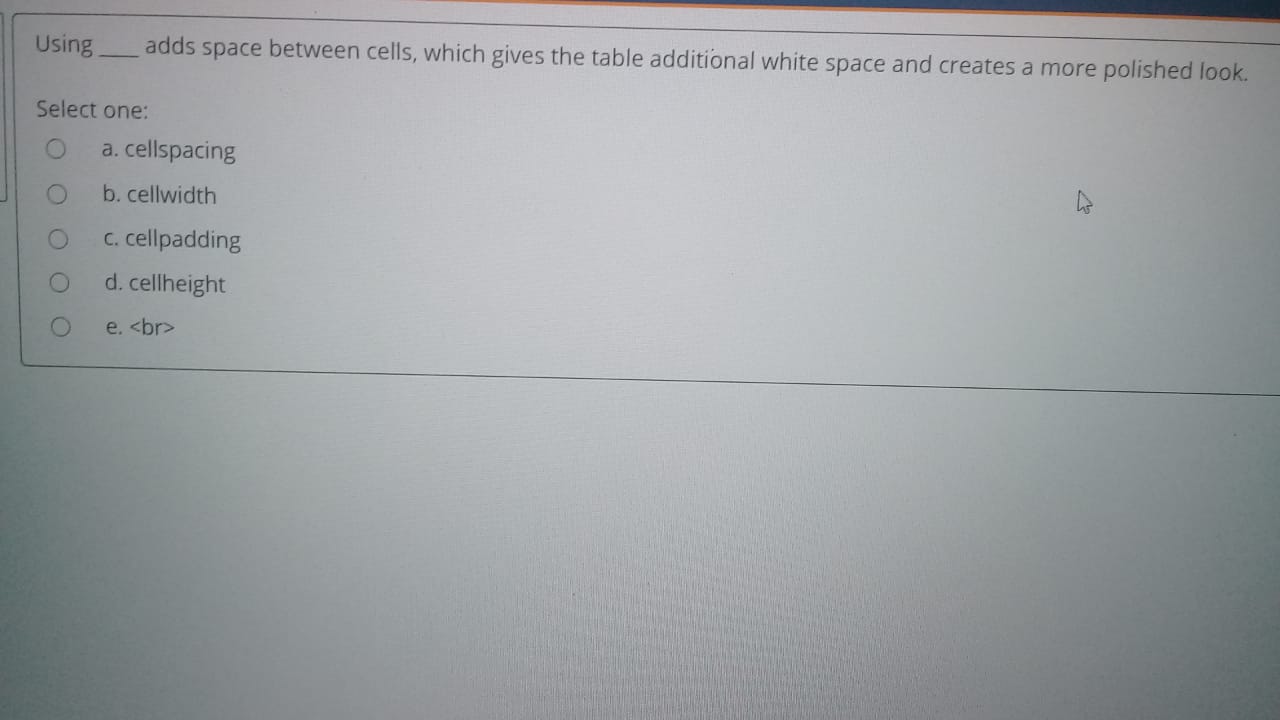 Using ____ adds space between cells, which gives the table additional white space and creates a more polished look.
Select one:
a. cellspacing
b. cellwidth
c. cellpadding
d. cellheight
e. <br>